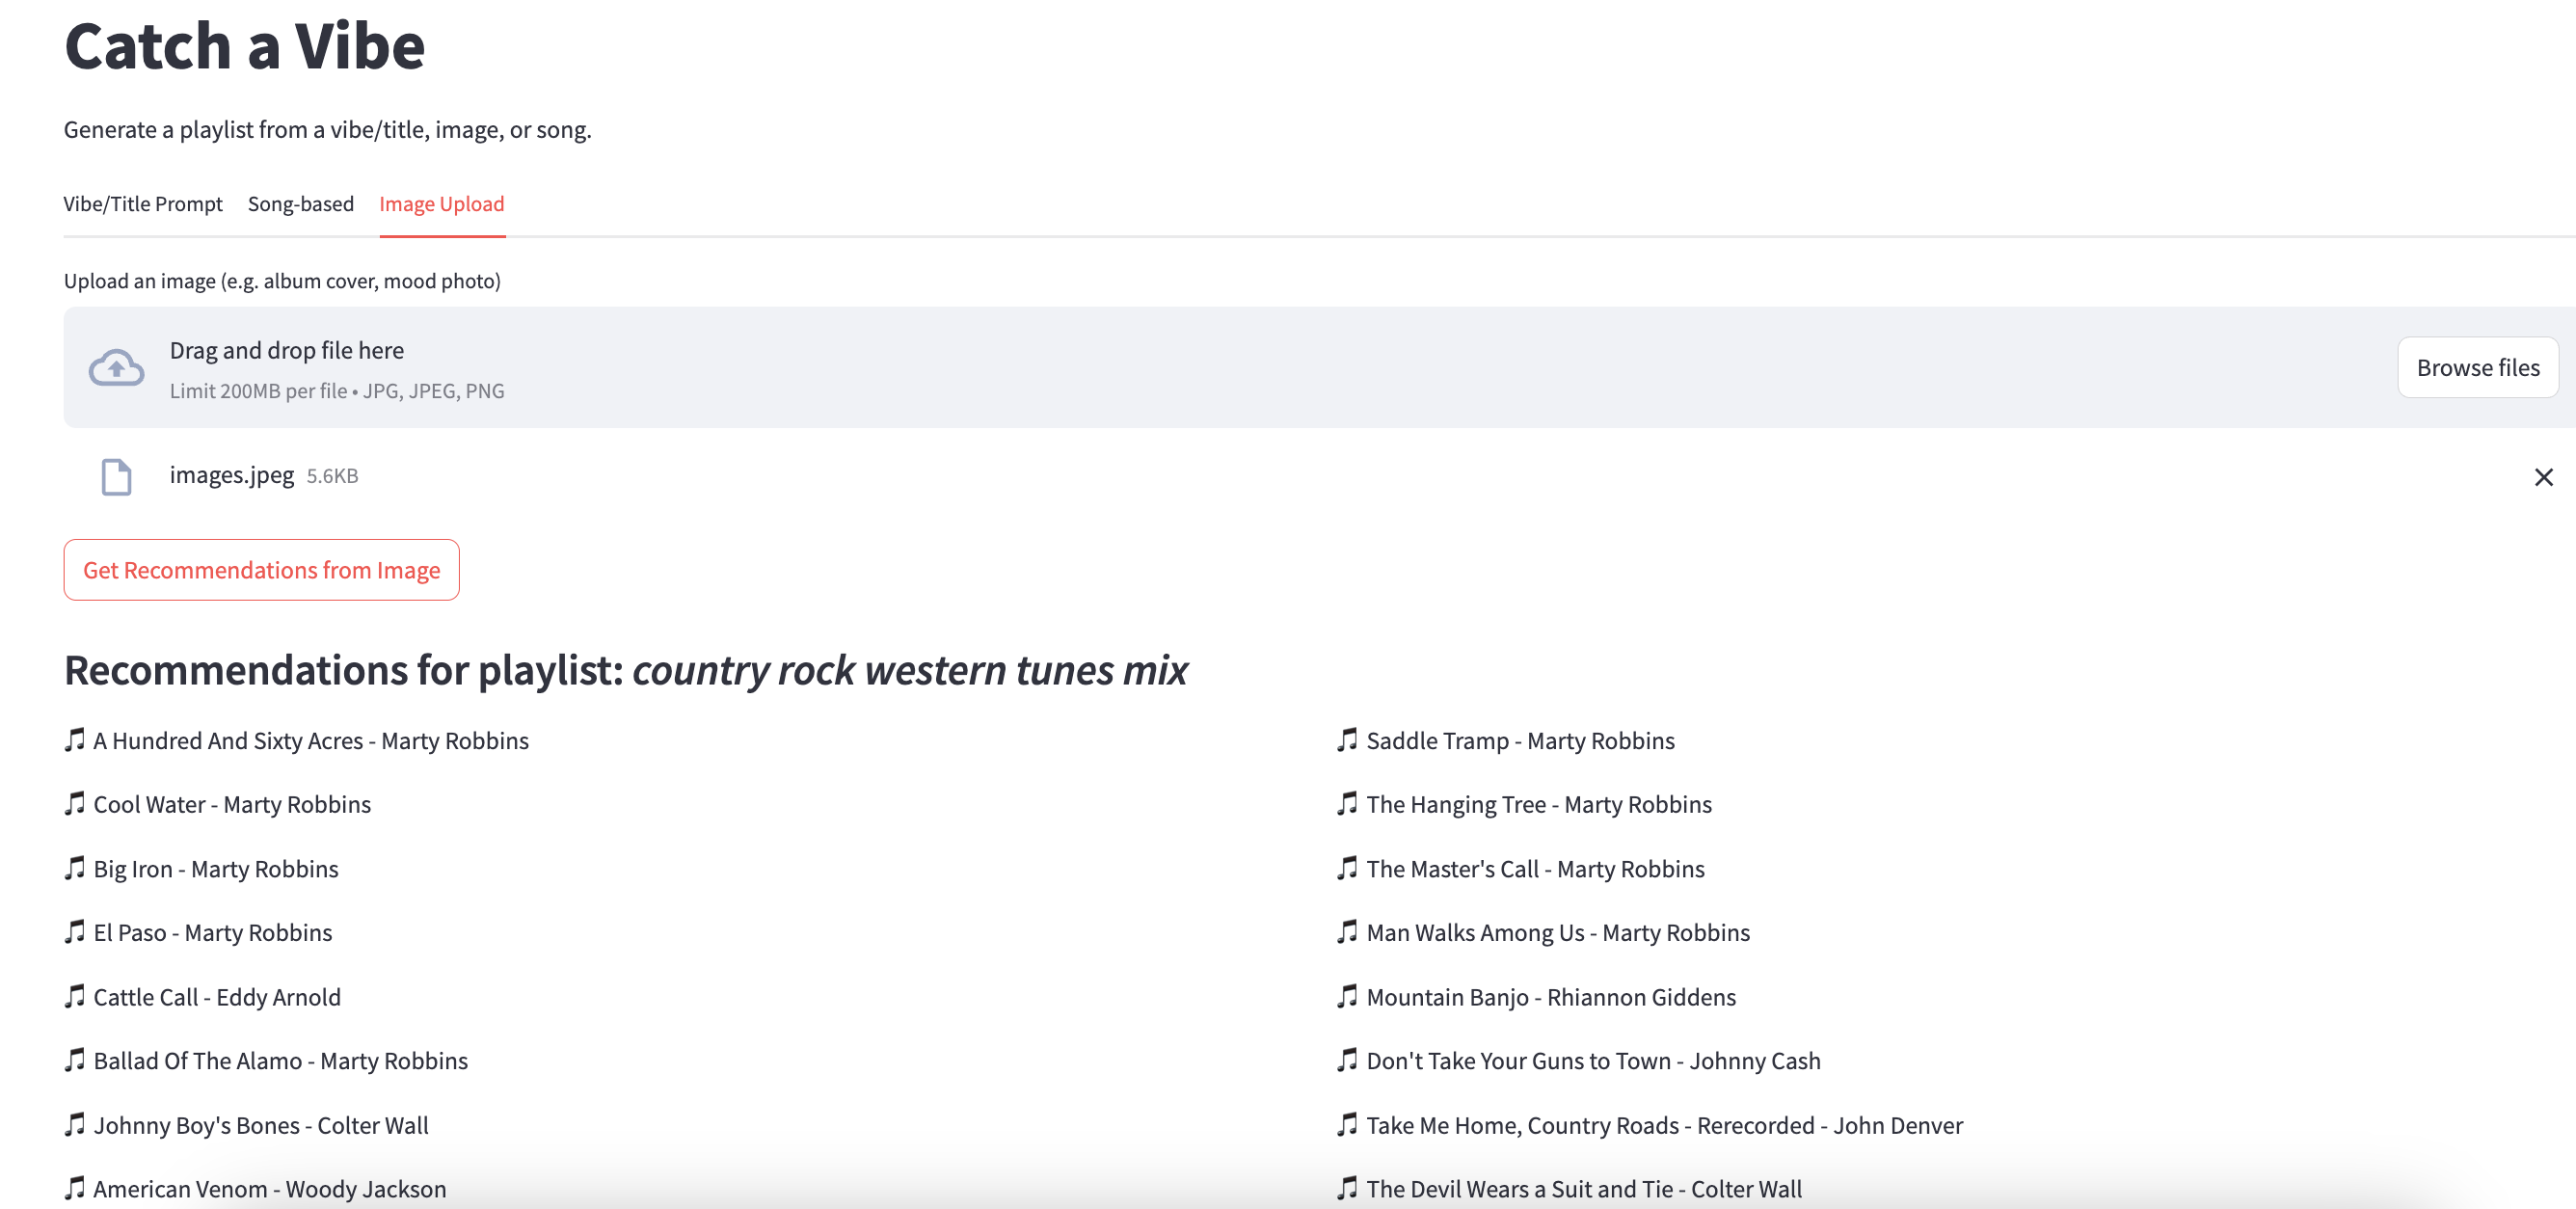 Catch a Vibe
Generate a playlist from a vibe/title, image, or song.
Vibe/Title Prompt Song-based Image Upload
Upload an image (e.g. album cover, mood photo)
Drag and drop file here
Limit 200MB per file • JPG, JPEG, PNG
Browse files
images.jpeg 5.6KB
Get Recommendations from Image
Recommendations for playlist: country rock western tunes mix
A Hundred And Sixty Acres - Marty Robbins
Saddle Tramp - Marty Robbins
Cool Water - Marty Robbins
The Hanging Tree - Marty Robbins
Big Iron - Marty Robbins
The Master's Call - Marty Robbins
El Paso - Marty Robbins
Man Walks Among Us - Marty Robbins
Cattle Call - Eddy Arnold
Mountain Banjo - Rhiannon Giddens
Ballad Of The Alamo - Marty Robbins
Don't Take Your Guns to Town - Johnny Cash
Johnny Boy's Bones - Colter Wall
Take Me Home, Country Roads - Rerecorded - John Denver
American Venom - Woody Jackson
The Devil Wears a Suit and Tie - Colter Wall